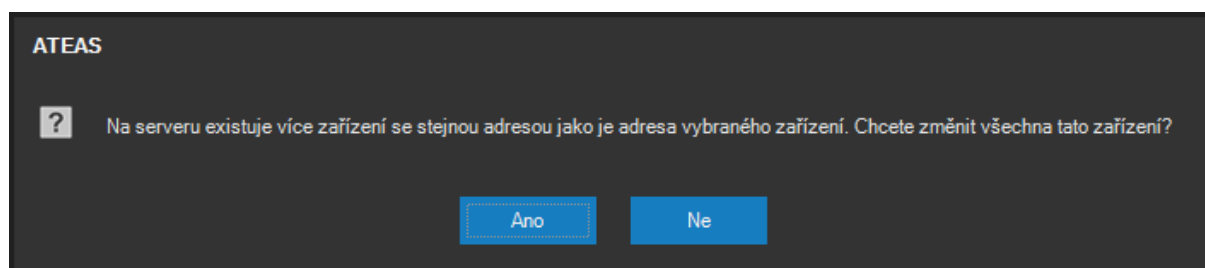 ATEAS
? Na serveru existuje více zařízení se stejnou adresou jako je adresa vybraného zařízení. Chcete změnit všechna tato zařízení?
Ano Ne